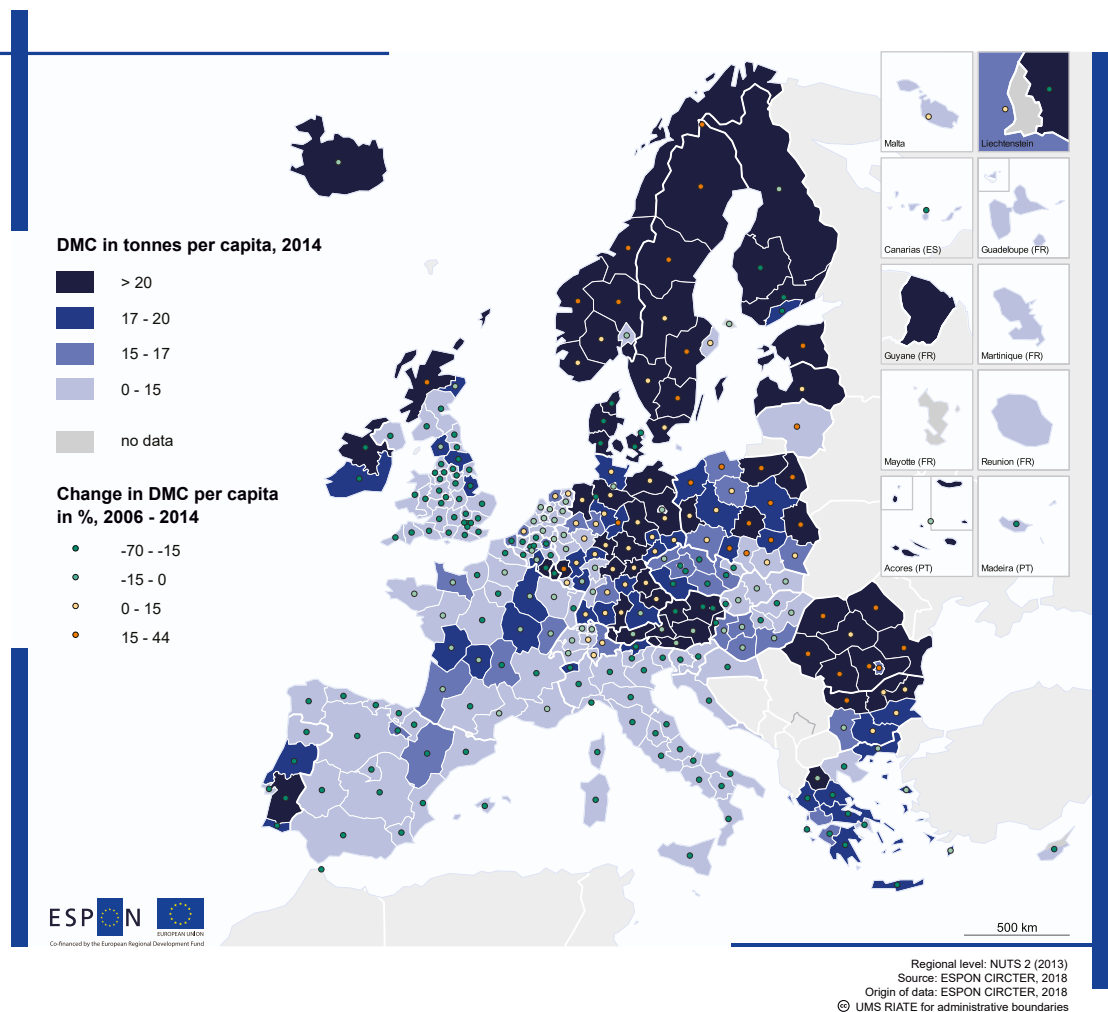 DMC in tonnes per capita, 2014
> 20
17 - 20
15 - 17
0 - 15
no data
Change in DMC per capita
in %, 2006 - 2014
-70 - -15
-15 - 0
0 - 15
15 - 44
Malta
Liechtenstein
Canarias (ES)
Guadeloupe (FR)
Guyane (FR)
Martinique (FR)
Mayotte (FR)
Reunion (FR)
Acores (PT)
Madeira (PT)
ESPON
EUROPEAN UNION
Co-financed by the European Regional Development Fund
500 km
Regional level: NUTS 2 (2013)
Source: ESPON CIRCTER, 2018
Origin of data: ESPON CIRCTER, 2018
cc UMS RIATE for administrative boundaries